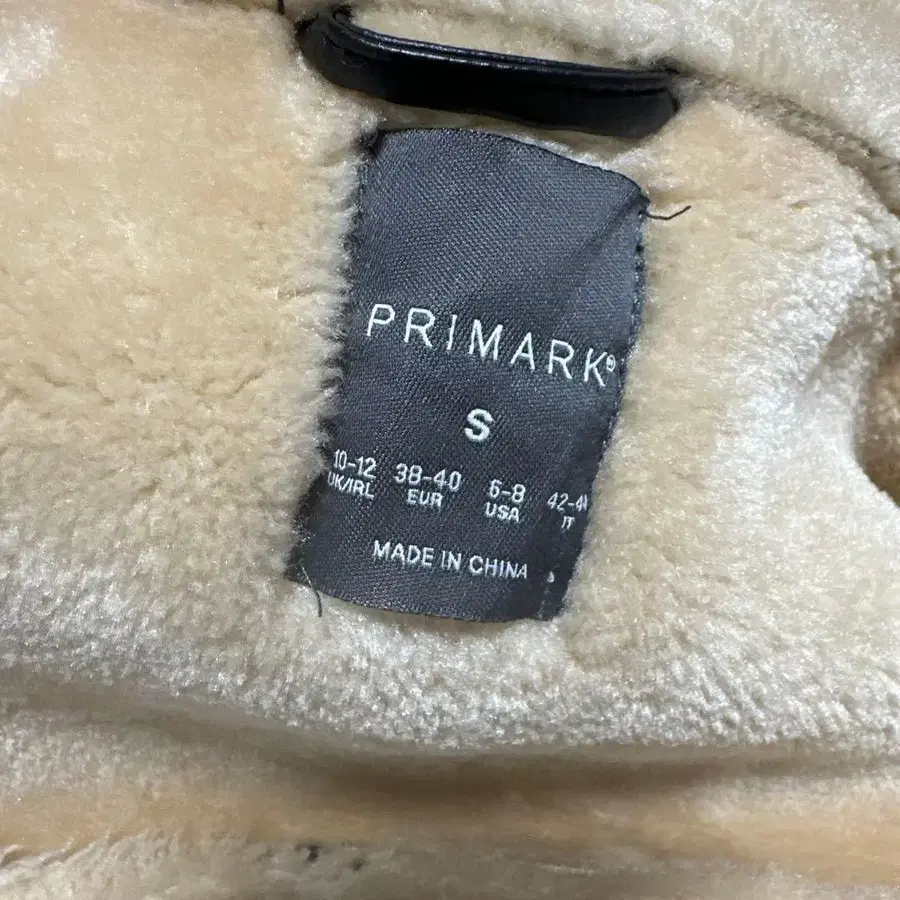 PRIMARK®
S
10-12 38-40 6-8 42-44
UK/IRL EUR USA IT
MADE IN CHINA